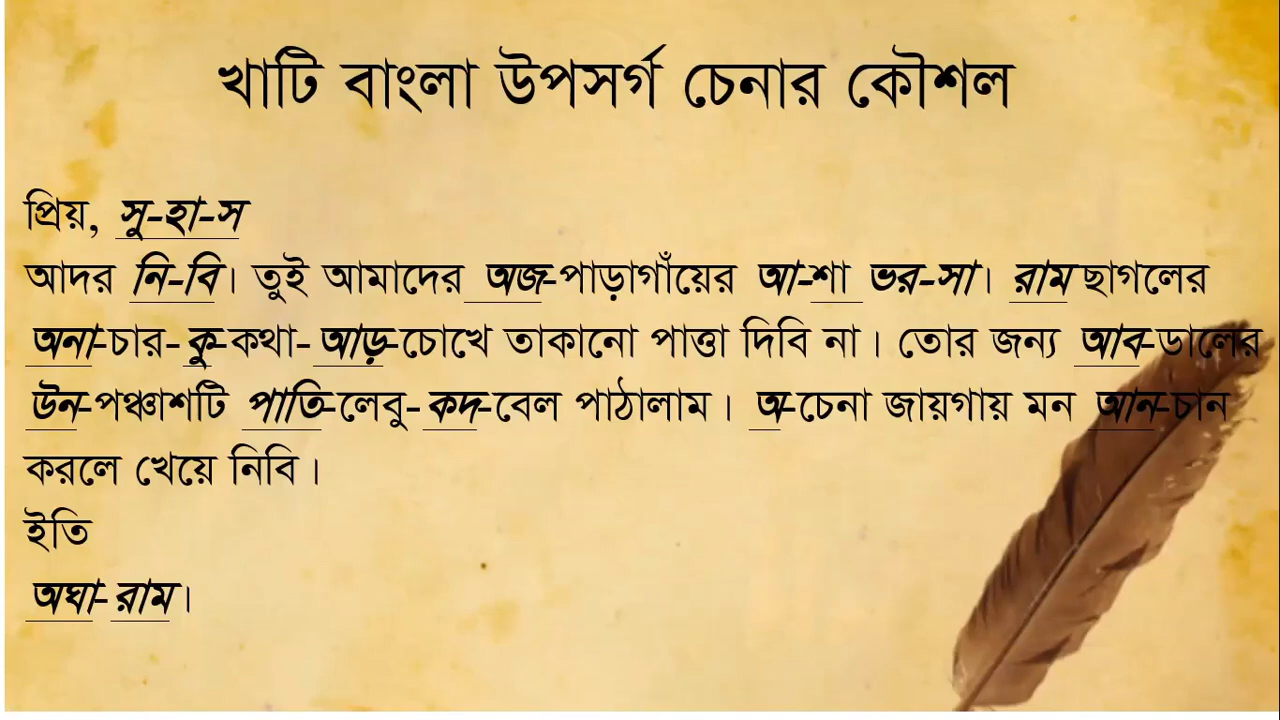 খাটি বাংলা উপসর্গ চেনার কৌশল
প্রিয়, সু-হা-স
আদর নি-বি। তুই আমাদের অজ-পাড়াগাঁয়ের আ-শা ভর-সা। রাম ছাগলের
অনা-চার-কু-কথা-আড়-চোখে তাকানো পাত্তা দিবি না। তোর জন্য আব-ডালের
উন-পঞ্চাশটি পাতি-লেবু-কদ-বেল পাঠালাম। অ-চেনা জায়গায় মন আন-চান
করলে খেয়ে নিবি।
ইতি
অঘা-রাম।